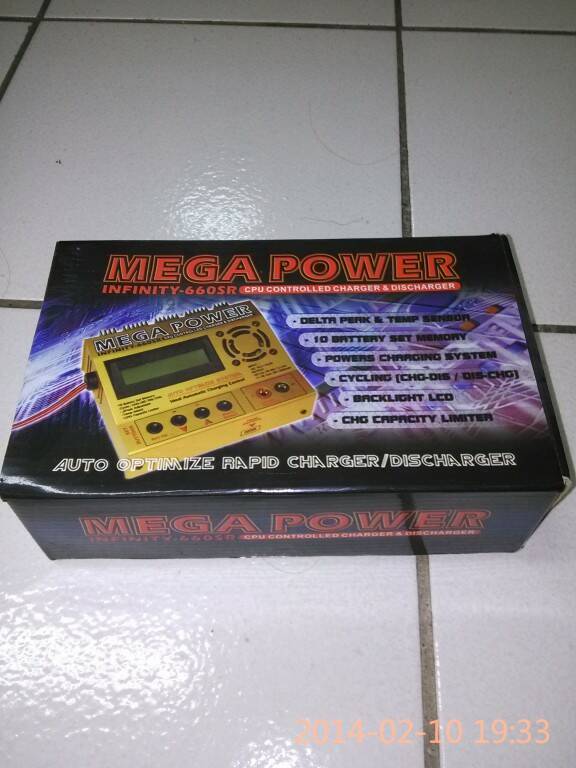 MEGA POWER
INFINITY-660SR CPU CONTROLLED CHARGER & DISCHARGER
• DELTA PEAK & TEMP SENSOR
• 10 BATTERY SET MEMORY
• POWERS CHARGING SYSTEM
• CYCLING (CHG-DIS / DIS-CHG)
• BACKLIGHT LCD
• CHG CAPACITY LIMITER
MEGA POWER
AUTO OPTIMIZE RAPID CHARGER/DISCHARGER
MEGA POWER
INFINITY-660SR CPU CONTROLLED CHARGER & DISCHARGER
2014-02-10 19:33